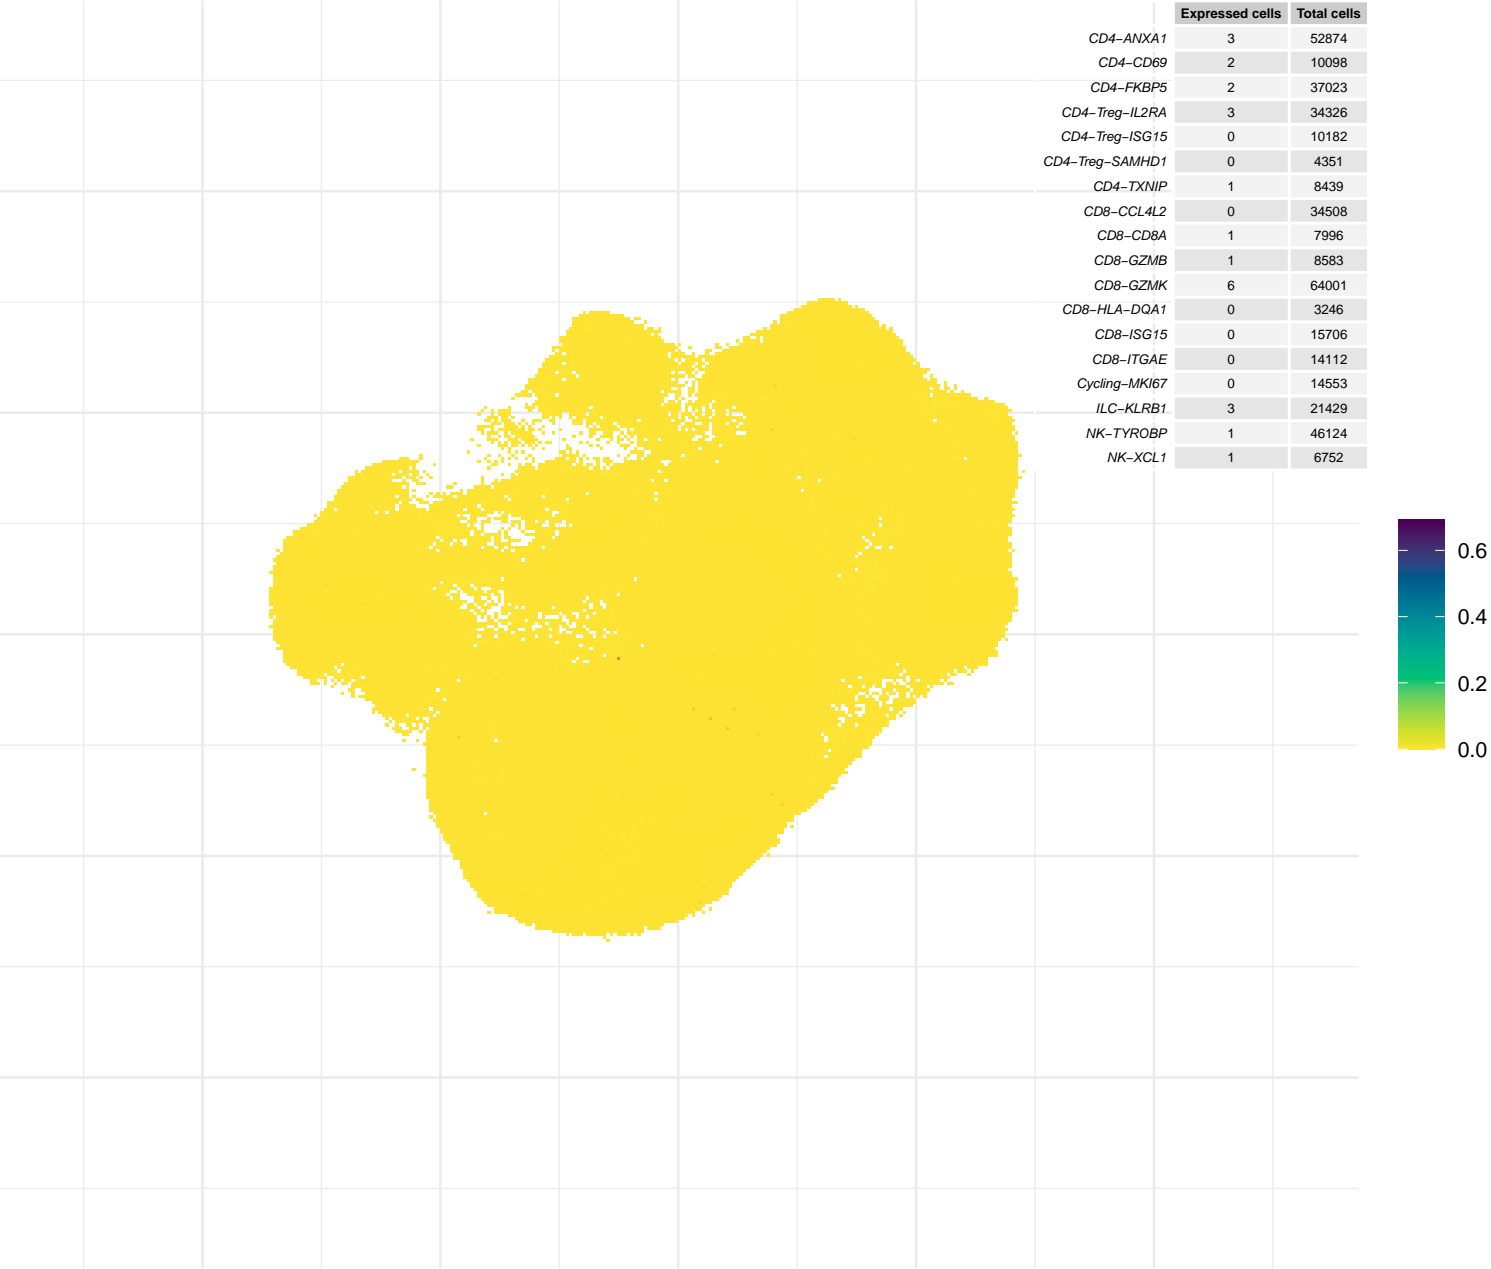 Expressed cells Total cells
CD4−ANXA1 3 52874
CD4−CD69 2 10098
CD4−FKBP5 2 37023
CD4−Treg−IL2RA 3 34326
CD4−Treg−ISG15 0 10182
CD4−Treg−SAMHD1 0 4351
CD4−TXNIP 1 8439
CD8−CCL4L2 0 34508
CD8−CD8A 1 7996
CD8−GZMB 1 8583
CD8−GZMK 6 64001
CD8−HLA−DQA1 0 3246
CD8−ISG15 0 15706
CD8−ITGAE 0 14112
Cycling−MKI67 0 14553
ILC−KLRB1 3 21429
NK−TYROBP 1 46124
NK−XCL1 1 6752
0.6
0.4
0.2
0.0